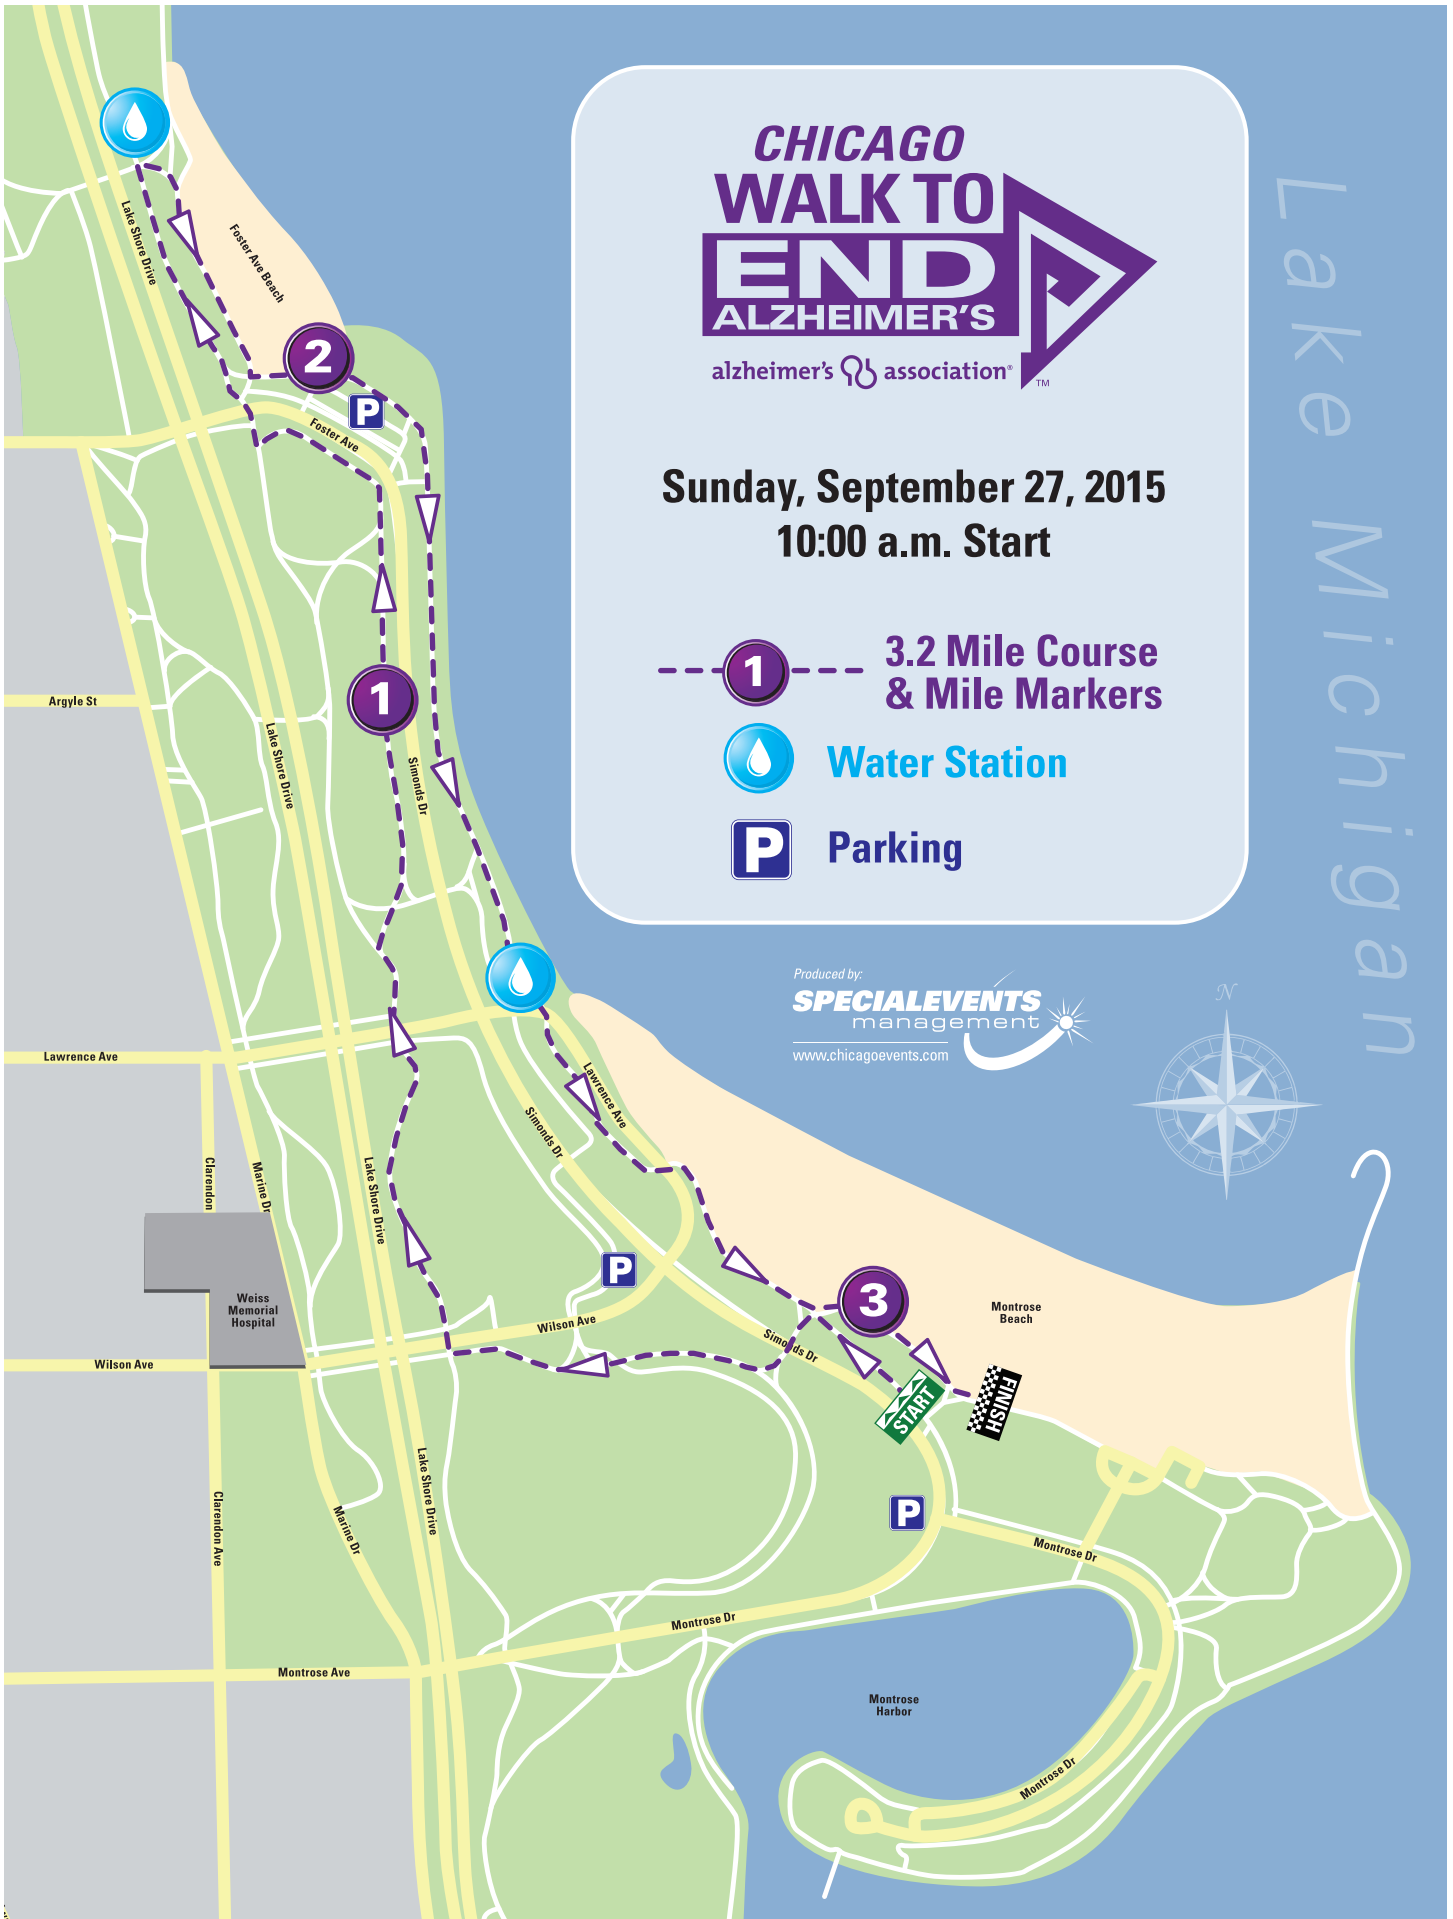 CHICAGO
WALK TO
END
ALZHEIMER'S
alzheimer's association®
TM
Sunday, September 27, 2015
10:00 a.m. Start
1
3.2 Mile Course
& Mile Markers
Water Station
P
Parking
Produced by:
SPECIALEVENTS
management
www.chicagoevents.com
N
Lake Michigan
Lake Shore Drive
Foster Ave Beach
2
P
Foster Ave
1
Argyle St
Lake Shore Drive
Simonds Dr
Lawrence Ave
Lawrence Ave
Simonds Dr
Clarendon
Marine Dr
Lake Shore Drive
P
Weiss
Memorial
Hospital
3
Montrose
Beach
Wilson Ave
Simonds Dr
Wilson Ave
START
FINISH
Lake Shore Drive
Clarendon Ave
Marine Dr
P
Montrose Dr
Montrose Dr
Montrose Ave
Montrose
Harbor
Montrose Dr